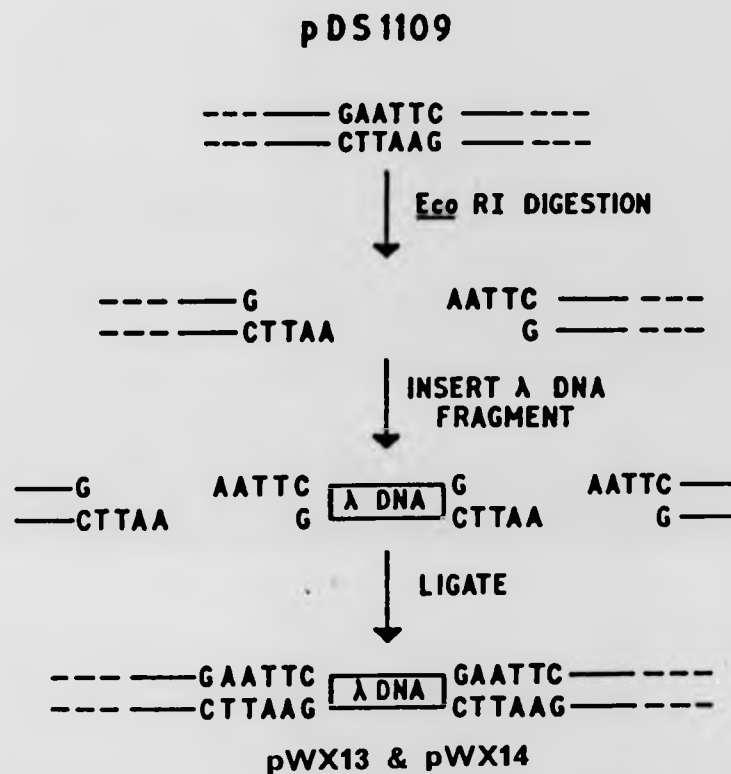 pDS1109
GAATTC
CTTAAG
Eco RI DIGESTION
G AATTC
CTTAA G
INSERT λ DNA
FRAGMENT
G AATTC λ DNA G AATTC
CTTAA G CTTAA G
LIGATE
GAATTC λ DNA GAATTC
CTTAAG CTTAAG
pWX13 & pWX14